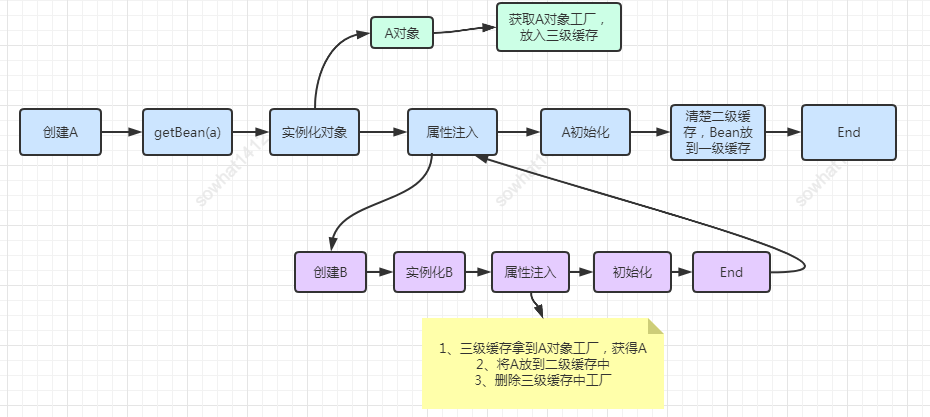 A对象
获取A对象工厂，
放入三级缓存
创建A
getBean(a)
实例化对象
属性注入
A初始化
清楚二级缓
存，Bean放
到一级缓存
End
创建B
实例化B
属性注入
初始化
End
1、三级缓存拿到A对象工厂，获得A
2、将A放到二级缓存中
3、删除三级缓存中工厂
sowhat1412
sowhat1
sowhat